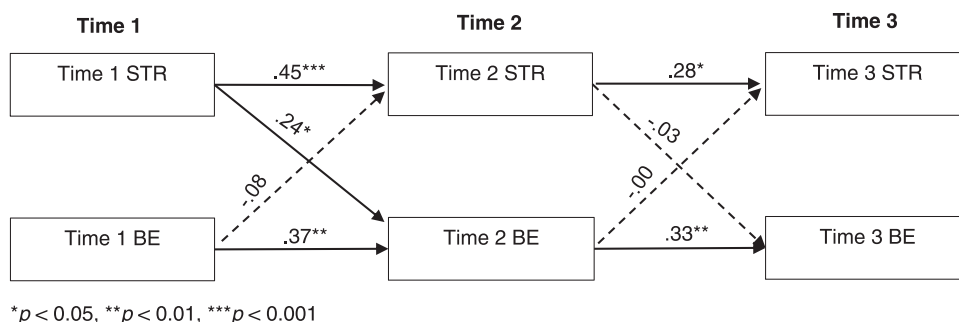 Time 1 Time 2 Time 3
Time 1 STR .45*** Time 2 STR .28* Time 3 STR
.24* -.03
-.08 -.00
Time 1 BE .37** Time 2 BE .33** Time 3 BE
*p < 0.05, **p < 0.01, ***p < 0.001